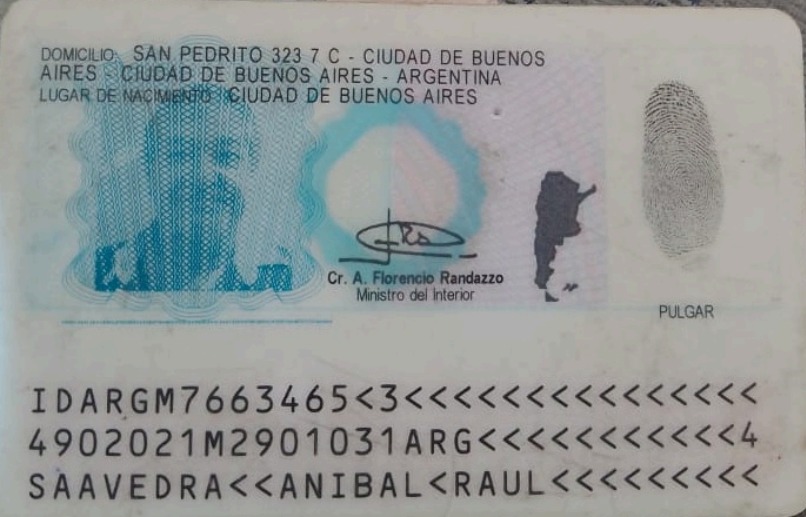 DOMICILIO: SAN PEDRITO 323 7 C - CIUDAD DE BUENOS
AIRES - CIUDAD DE BUENOS AIRES - ARGENTINA
LUGAR DE NACIMIENTO: CIUDAD DE BUENOS AIRES
Cr. A. Florencio Randazzo
Ministro del Interior
PULGAR
IDARGM7663465<3<<<<<<<<<<<<<<<
4902021M2901031ARG<<<<<<<<<<<4
SAAVEDRA<<ANIBAL<RAUL<<<<<<<<<